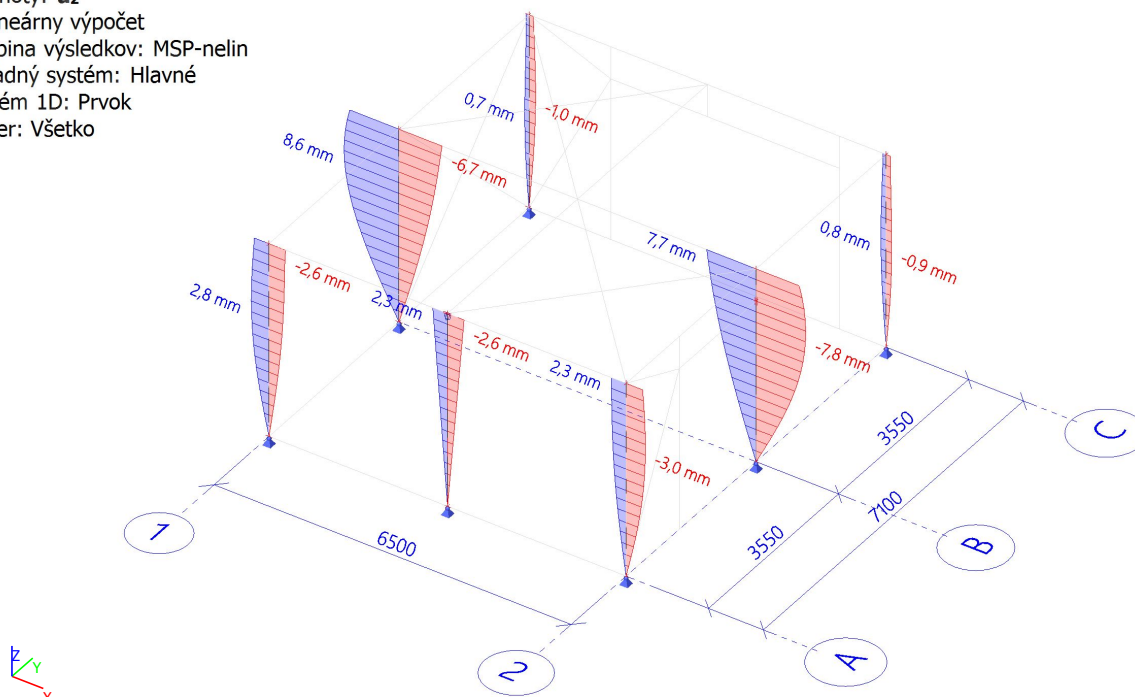 neárny výpočet
bina výsledkov: MSP-nelin
adný systém: Hlavné
ém 1D: Prvok
er: Všetko
0,7 mm
-1,0 mm
8,6 mm
-6,7 mm
7,7 mm
0,8 mm
-0,9 mm
2,8 mm
-2,6 mm
2,3 mm
-2,6 mm
2,3 mm
-7,8 mm
-3,0 mm
3550
7100
3550
6500
1
2
A
B
C
Z
Y
X